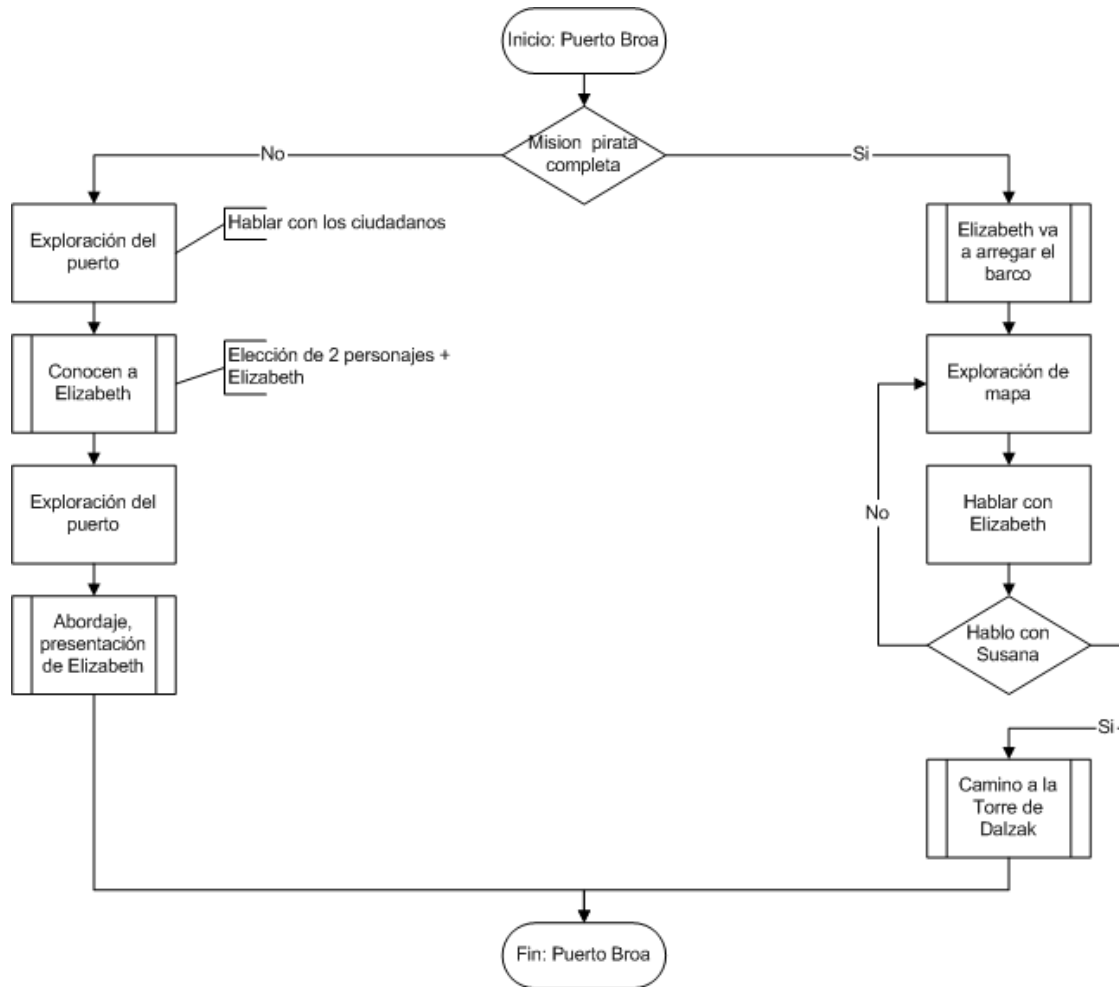 Inicio: Puerto Broa
Mision pirata
completa
No
Si
Exploración del
puerto
Hablar con los ciudadanos
Elizabeth va
a arregar el
barco
Conocen a
Elizabeth
Elección de 2 personajes +
Elizabeth
Exploración de
mapa
Exploración del
puerto
Hablar con
Elizabeth
No
Abordaje,
presentación
de Elizabeth
Hablo con
Susana
Si
Camino a la
Torre de
Dalzak
Fin: Puerto Broa